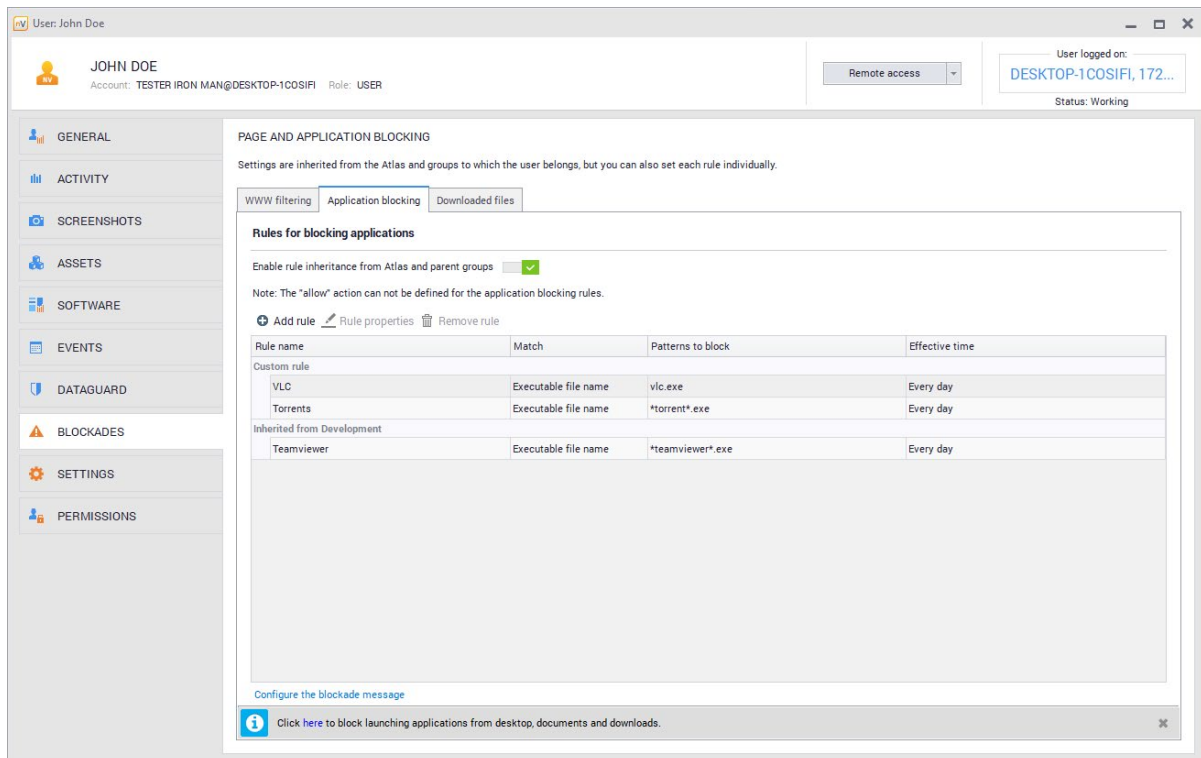 nV User: John Doe
JOHN DOE
Account: TESTER IRON MAN@DESKTOP-1COSIFI Role: USER
NV
Remote access
User logged on:
DESKTOP-1COSIFI, 172...
Status: Working
GENERAL
ACTIVITY
SCREENSHOTS
ASSETS
SOFTWARE
EVENTS
DATAGUARD
BLOCKADES
SETTINGS
PERMISSIONS
PAGE AND APPLICATION BLOCKING
Settings are inherited from the Atlas and groups to which the user belongs, but you can also set each rule individually.
WWW filtering Application blocking Downloaded files
Rules for blocking applications
Enable rule inheritance from Atlas and parent groups
Note: The "allow" action can not be defined for the application blocking rules.
Add rule Rule properties Remove rule
Rule name Match Patterns to block Effective time
Custom rule
VLC Executable file name vlc.exe Every day
Torrents Executable file name *torrent*.exe Every day
Inherited from Development
Teamviewer Executable file name *teamviewer*.exe Every day
Configure the blockade message
Click here to block launching applications from desktop, documents and downloads.